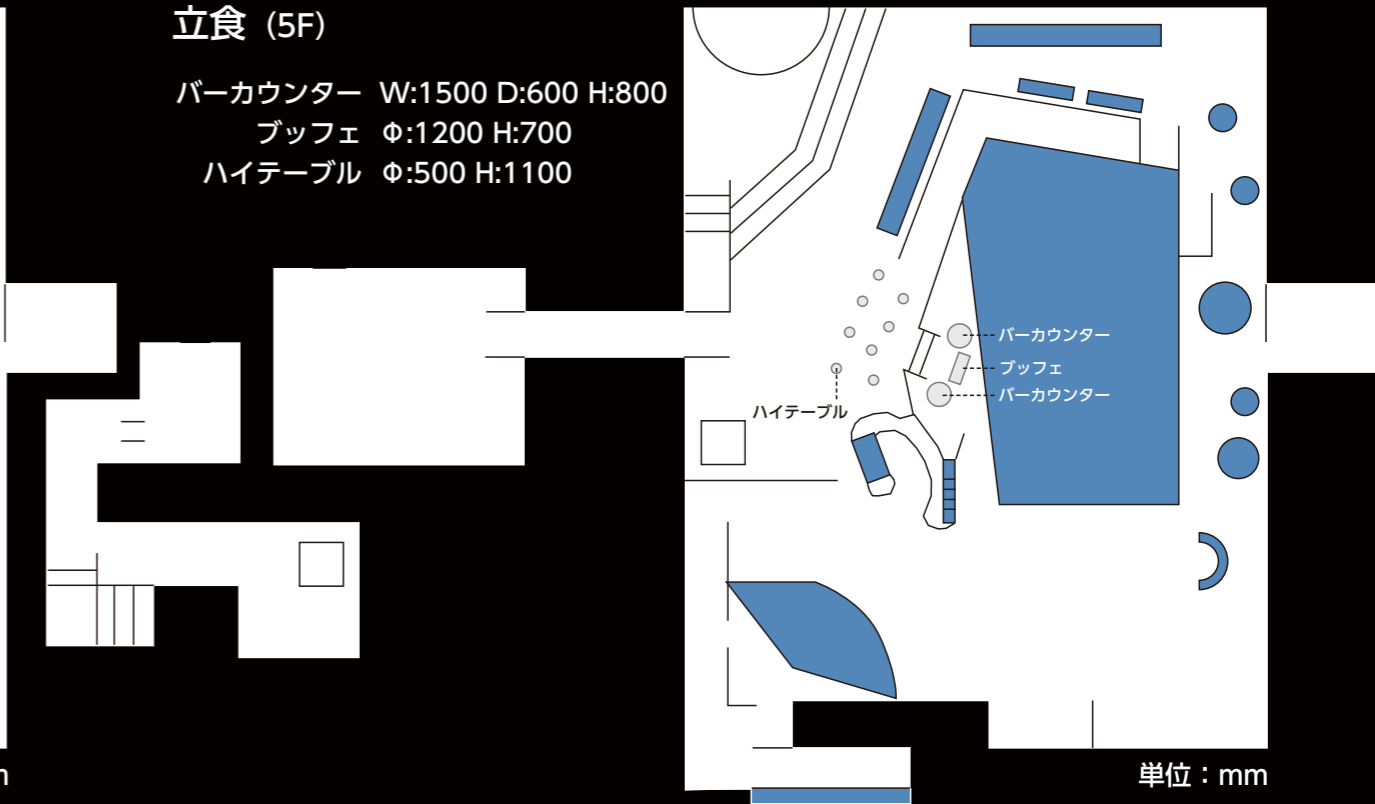 立食（5F）
バーカウンター W:1500 D:600 H:800
ブッフェ Φ:1200 H:700
ハイテーブル Φ:500 H:1100
バーカウンター
ブッフェ
バーカウンター
ハイテーブル
単位：mm